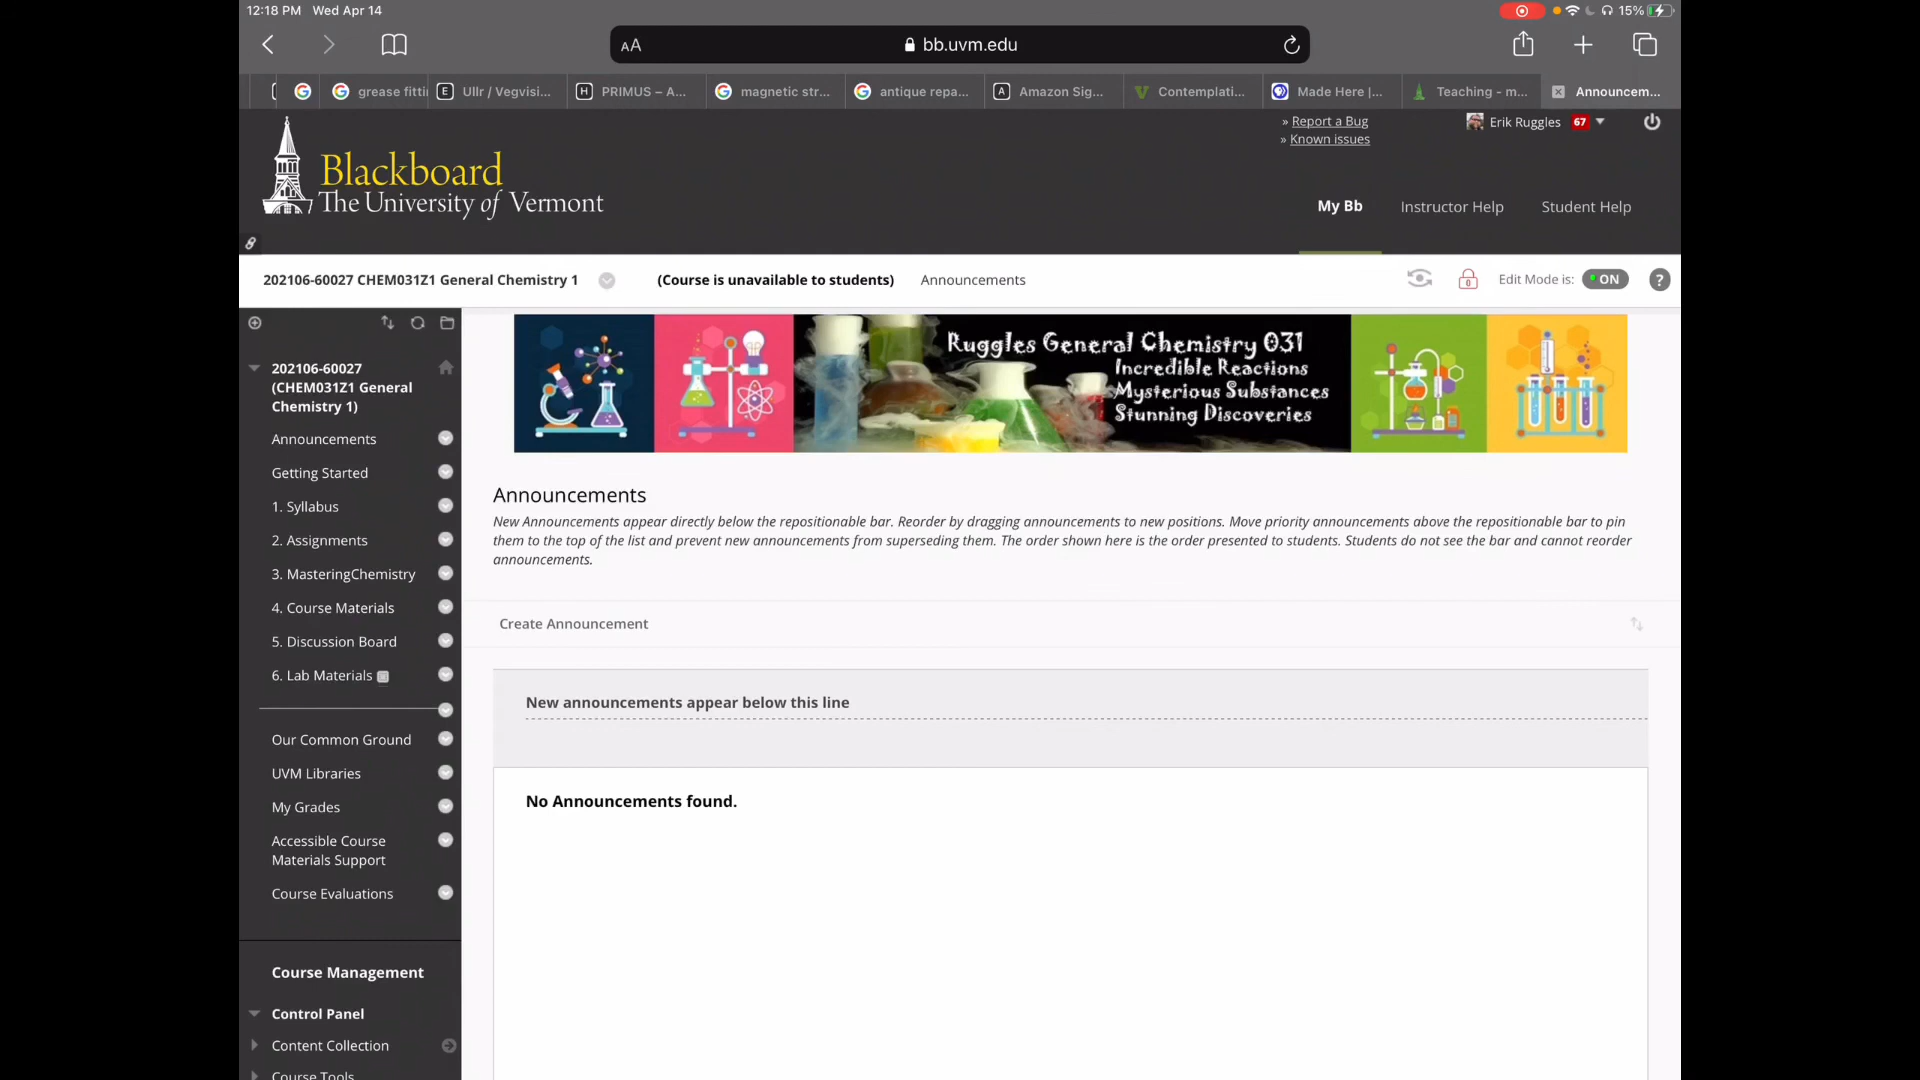 12:18 PM Wed Apr 14
15%
AA
bb.uvm.edu
grease fitti
E Ullr / Vegvisi...
H PRIMUS – A...
magnetic str...
antique repa...
A Amazon Sig...
Contemplati...
Made Here |...
Teaching - m...
Announcem...
» Report a Bug
» Known issues
Erik Ruggles 67
Blackboard
The University of Vermont
My Bb
Instructor Help
Student Help
202106-60027 CHEM031Z1 General Chemistry 1
(Course is unavailable to students)
Announcements
Edit Mode is: ON
?
Ruggles General Chemistry 031
Incredible Reactions
Mysterious Substances
Stunning Discoveries
202106-60027
(CHEM031Z1 General
Chemistry 1)
Announcements
Getting Started
1. Syllabus
2. Assignments
3. MasteringChemistry
4. Course Materials
5. Discussion Board
6. Lab Materials
Our Common Ground
UVM Libraries
My Grades
Accessible Course
Materials Support
Course Evaluations
Course Management
Control Panel
Content Collection
Course Tools
Announcements
New Announcements appear directly below the repositionable bar. Reorder by dragging announcements to new positions. Move priority announcements above the repositionable bar to pin
them to the top of the list and prevent new announcements from superseding them. The order shown here is the order presented to students. Students do not see the bar and cannot reorder
announcements.
Create Announcement
New announcements appear below this line
No Announcements found.